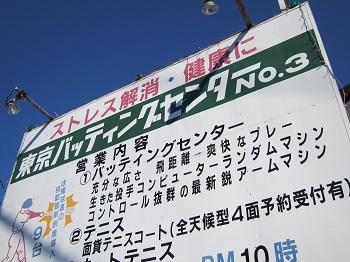 ストレス解消・健康に
東京バッティングセンター NO.3
営業内容
①バッティングセンター
充分な広さ 飛距離 爽快なプレー
生きた投手コンピューターランダムマシン
コントロール抜群の最新鋭アームマシン
9台
②テニス
面貸テニスコート(全天候型4面予約受付有)
PM10時